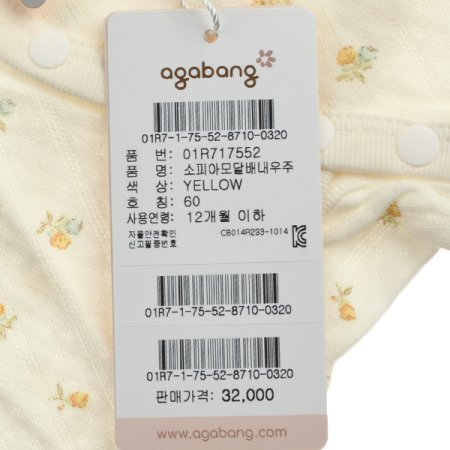 agabang
01R7-1-75-52-8710-0320
품 번: 01R717552
품 명: 소피아모달배내우주
색 상: YELLOW
호 칭: 60
사용연령: 12개월 이하
자율안전확인
신고필증번호 CB014R293-1014
01R7-1-75-52-8710-0320
01R7-1-75-52-8710-0320
판매가격: 32,000
www.agabang.com